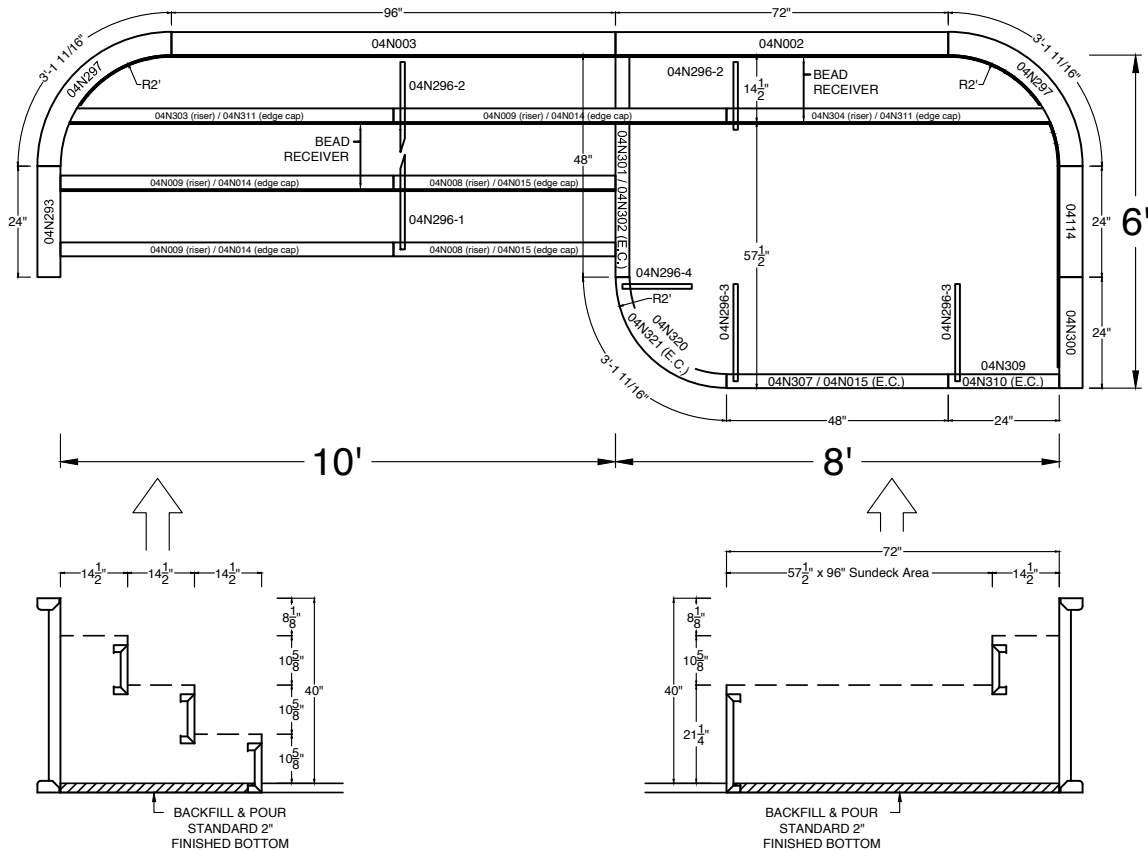 96"
72"
3'-1 11/16"
04N297
04N003
04N002
3'-1 11/16"
04N297
R2'
04N296-2
04N296-2
14 1/2"
BEAD
RECEIVER
R2'
04N303 (riser) / 04N311 (edge cap)
04N009 (riser) / 04N014 (edge cap)
04N304 (riser) / 04N311 (edge cap)
BEAD
RECEIVER
48"
04N301 / 04N302 (E.C.)
04N009 (riser) / 04N014 (edge cap)
04N008 (riser) / 04N015 (edge cap)
24"
04N293
04N296-1
04114
24"
6'
04N009 (riser) / 04N014 (edge cap)
04N008 (riser) / 04N015 (edge cap)
57 1/2"
04N296-4
R2'
04N296-3
04N296-3
04N320
04N321 (E.C.)
04N300
24"
3'-1 11/16"
04N309
04N307 / 04N015 (E.C.)
04N310 (E.C.)
48"
24"
10'
8'
14 1/2"
14 1/2"
14 1/2"
8 1/8"
10 5/8"
10 5/8"
10 5/8"
40"
BACKFILL & POUR
STANDARD 2"
FINISHED BOTTOM
72"
57 1/2" x 96" Sundeck Area
14 1/2"
40"
8 1/8"
10 5/8"
21 1/4"
BACKFILL & POUR
STANDARD 2"
FINISHED BOTTOM